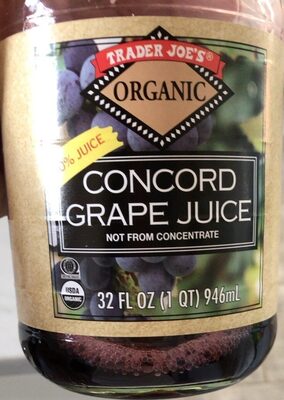 TRADER JOE'S®
ORGANIC
0% JUICE
CONCORD
GRAPE JUICE
NOT FROM CONCENTRATE
USDA
ORGANIC
32 FL OZ (1 QT) 946mL